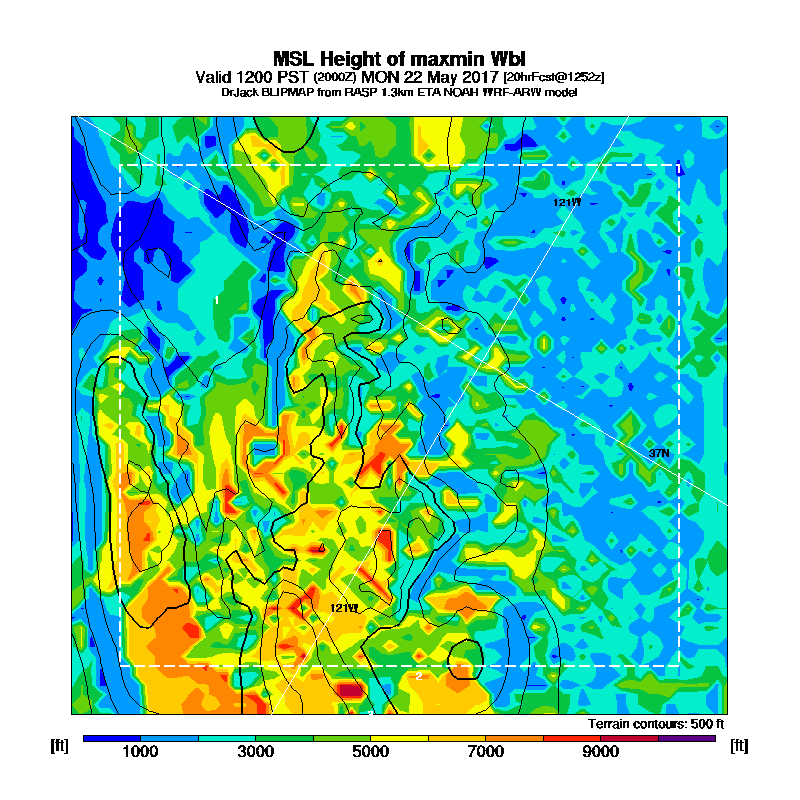 MSL Height of maxmin Wbl
Valid 1200 PST (2000Z) MON 22 May 2017 [20hrFcst@1252z]
DrJack BLIPMAP from RASP 1.3km ETA NOAH WRF-ARW model
1
121W
1
37N
121W
2
Terrain contours: 500 ft
[ft] 1000 3000 5000 7000 9000 [ft]